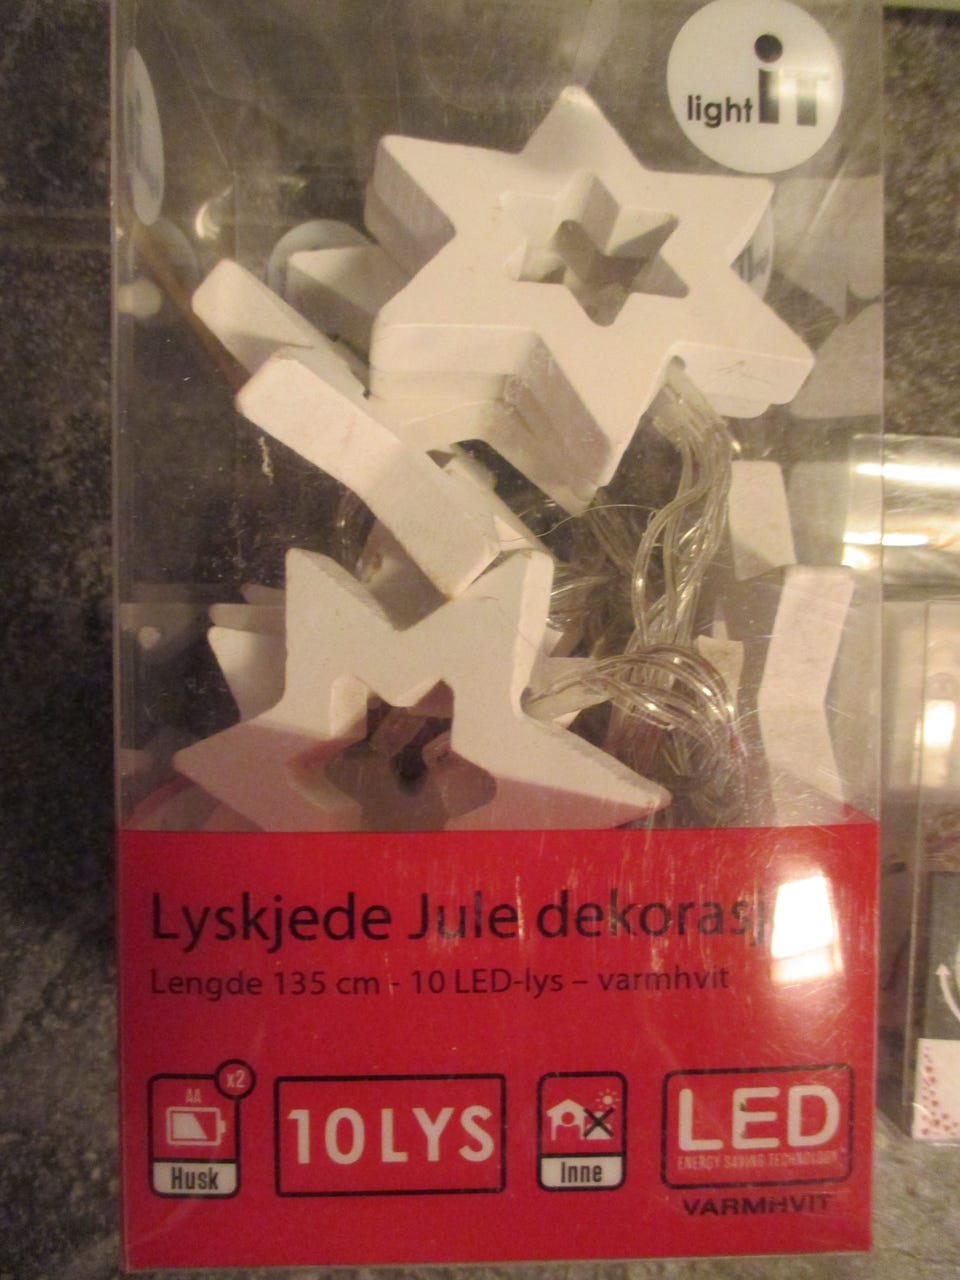 light iT
Lyskjede Jule dekorasj
Lengde 135 cm - 10 LED-lys – varmhvit
AA
x2
Husk
10 LYS
Inne
LED
ENERGY SAVING TECHNOLOGY
VARMHVIT